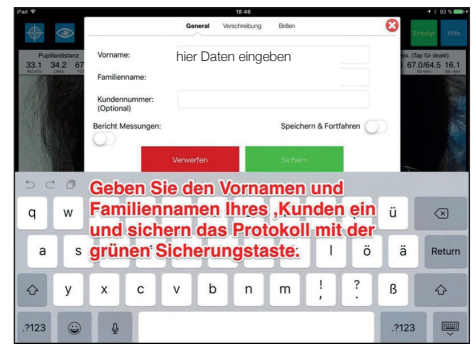 iPad
18:46
92 %
General Verschreibung Brillen
Erledigt Hilfe
Pupillardistanz
33.1 34.2 67
(Tap für deakt)
67.0/64.5 16.1
Vorname: hier Daten eingeben
Familienname:
Kundennummer:
(Optional)
Bericht Messungen: Speichern & Fortfahren
Verwerfen Sichern
Geben Sie den Vornamen und
Familiennamen Ihres ,Kunden ein
und sichern das Protokoll mit der
grünen Sicherungstaste.
q w ü
a s l ö ä Return
y x c v b n m ! , ? . ß
.?123 .?123